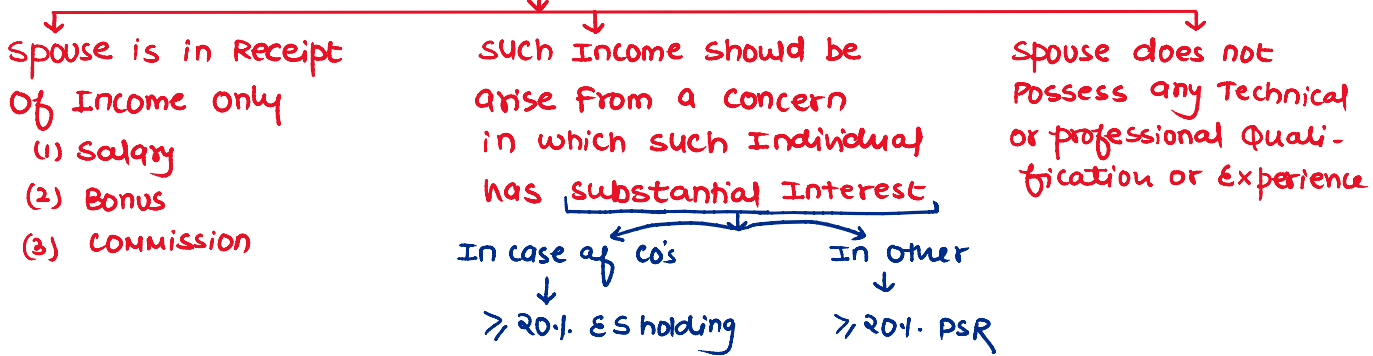 Spouse is in Receipt
Of Income only
(1) Salary
(2) Bonus
(3) Commission
Such Income should be
arise from a concern
in which such Individual
has substantial Interest
In case of co's
≥ 20%. ES holding
In other
≥ 20%. PSR
Spouse does not
Possess any Technical
or professional Quali-
fication or Experience